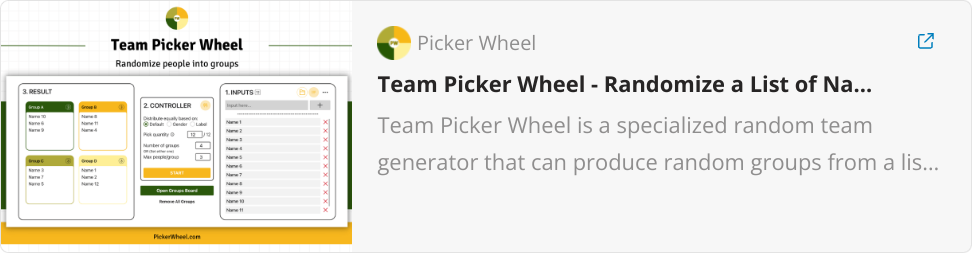 Team Picker Wheel
Randomize people into groups
3. RESULT
Group A
Name 10
Name 6
Name 9
Group B
Name 8
Name 11
Name 4
Name 3
Name 7
Name 5
Group D
Name 1
Name 2
Name 12
2. CONTROLLER
Distribute equally based on:
Default Gender Label
Pick quantity 12 /12
Number of groups 4
Max people/group 3
START
Open Groups Board
Remove All Groups
1. INPUTS
Input here...
Name 1
Name 2
Name 3
Name 4
Name 5
Name 6
Name 7
Name 8
Name 9
Name 10
Name 11
PickerWheel.com
Picker Wheel
Team Picker Wheel - Randomize a List of Na...
Team Picker Wheel is a specialized random team
generator that can produce random groups from a lis...